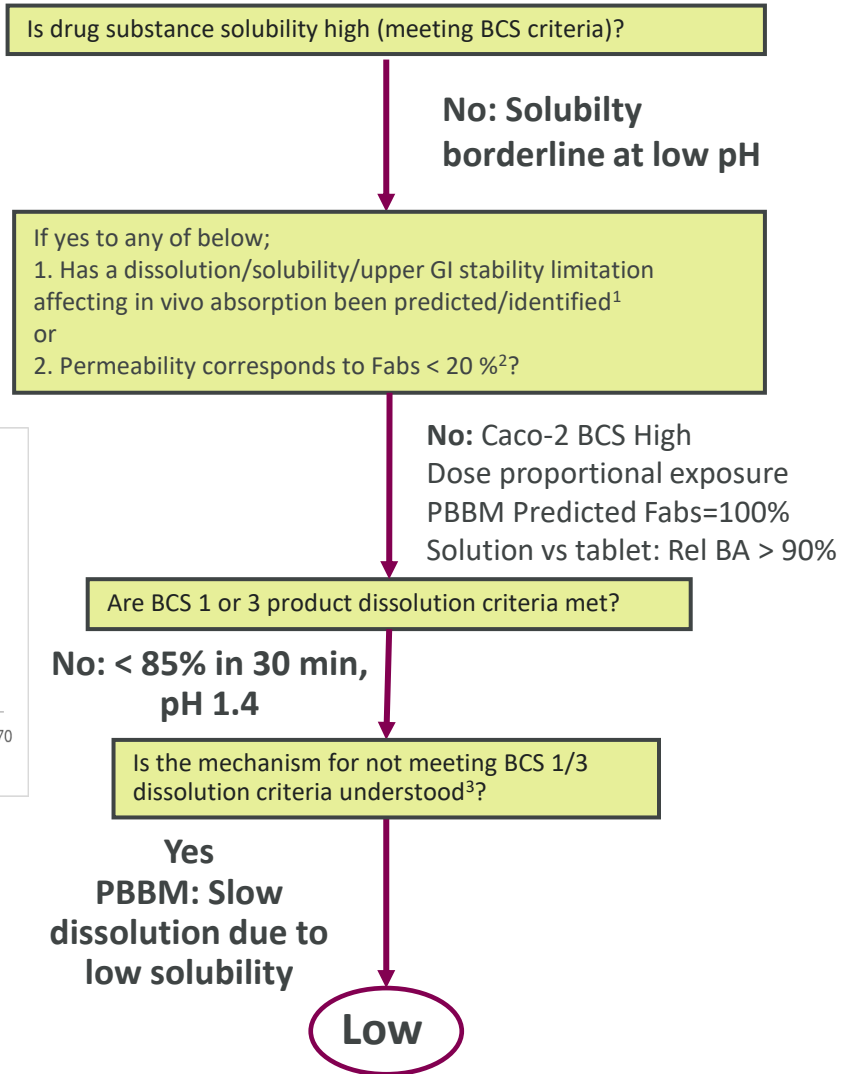 Is drug substance solubility high (meeting BCS criteria)?
No: Solubilty
borderline at low pH
If yes to any of below;
1. Has a dissolution/solubility/upper GI stability limitation
affecting in vivo absorption been predicted/identified¹
or
2. Permeability corresponds to Fabs < 20 %²?
No: Caco-2 BCS High
Dose proportional exposure
PBBM Predicted Fabs=100%
Solution vs tablet: Rel BA > 90%
Are BCS 1 or 3 product dissolution criteria met?
No: < 85% in 30 min,
pH 1.4
70
Is the mechanism for not meeting BCS 1/3
dissolution criteria understood³?
Yes
PBBM: Slow
dissolution due to
low solubility
Low